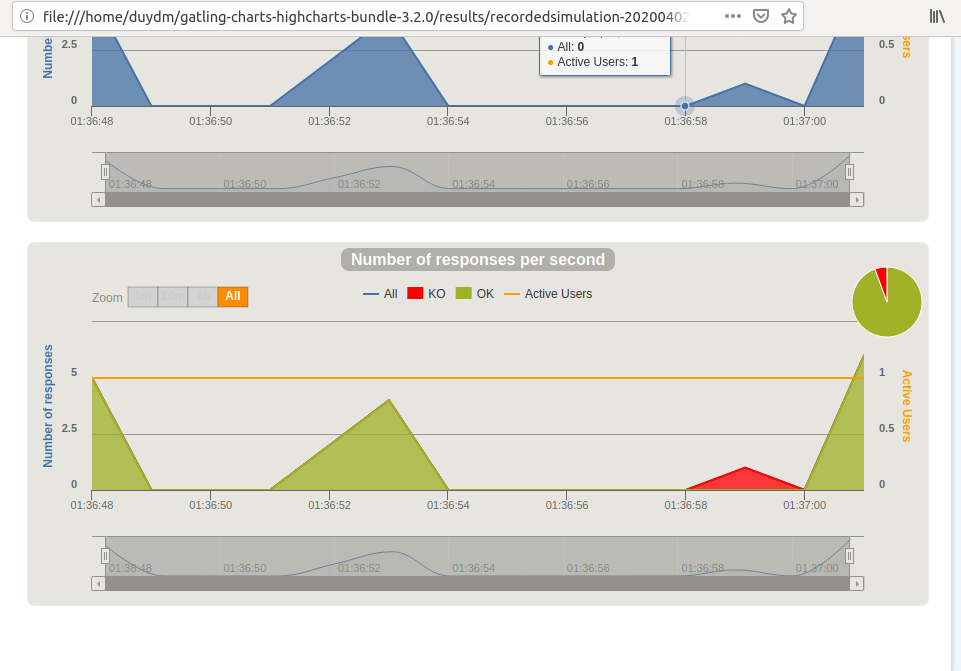 file:///home/duydm/gatling-charts-highcharts-bundle-3.2.0/results/recordedsimulation-20200402
Numbe
2.5
0
All: 0
Active Users: 1
0.5
0
sers
01:36:48 01:36:50 01:36:52 01:36:54 01:36:56 01:36:58 01:37:00
01:36:48 01:36:50 01:36:52 01:36:54 01:36:56 01:36:58 01:37:00
Number of responses per second
Zoom 1m 10m 1h All
All KO OK Active Users
Number of responses
5
2.5
0
1
0.5
0
Active Users
01:36:48 01:36:50 01:36:52 01:36:54 01:36:56 01:36:58 01:37:00
01:36:48 01:36:50 01:36:52 01:36:54 01:36:56 01:36:58 01:37:00